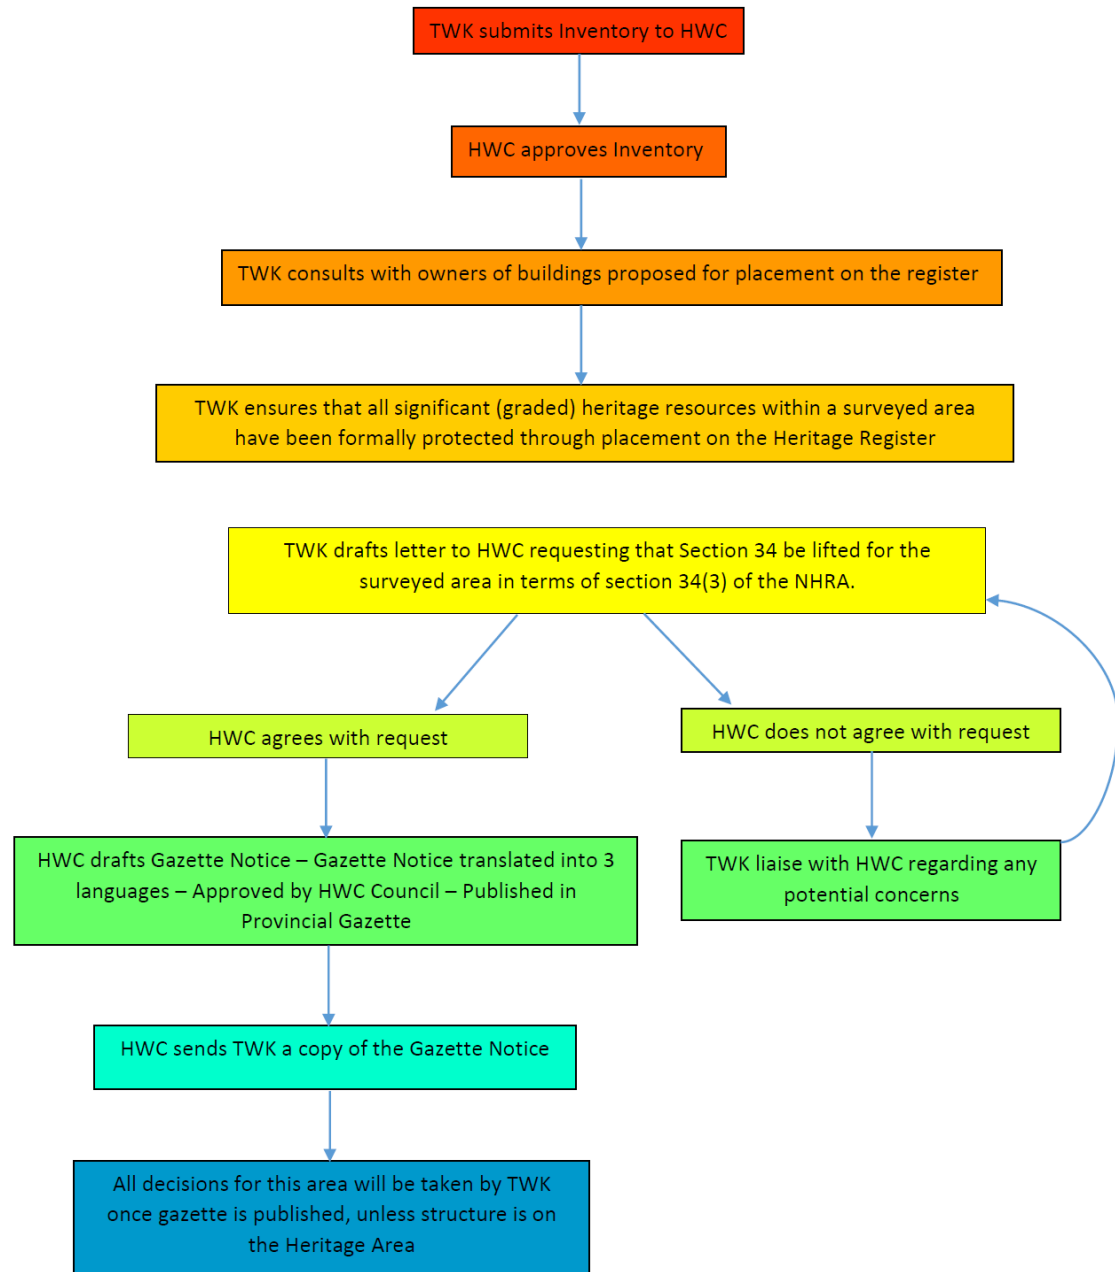 TWK submits Inventory to HWC
HWC approves Inventory
TWK consults with owners of buildings proposed for placement on the register
TWK ensures that all significant (graded) heritage resources within a surveyed area
have been formally protected through placement on the Heritage Register
TWK drafts letter to HWC requesting that Section 34 be lifted for the
surveyed area in terms of section 34(3) of the NHRA.
HWC agrees with request
HWC does not agree with request
HWC drafts Gazette Notice – Gazette Notice translated into 3
languages – Approved by HWC Council – Published in
Provincial Gazette
TWK liaise with HWC regarding any
potential concerns
HWC sends TWK a copy of the Gazette Notice
All decisions for this area will be taken by TWK
once gazette is published, unless structure is on
the Heritage Area